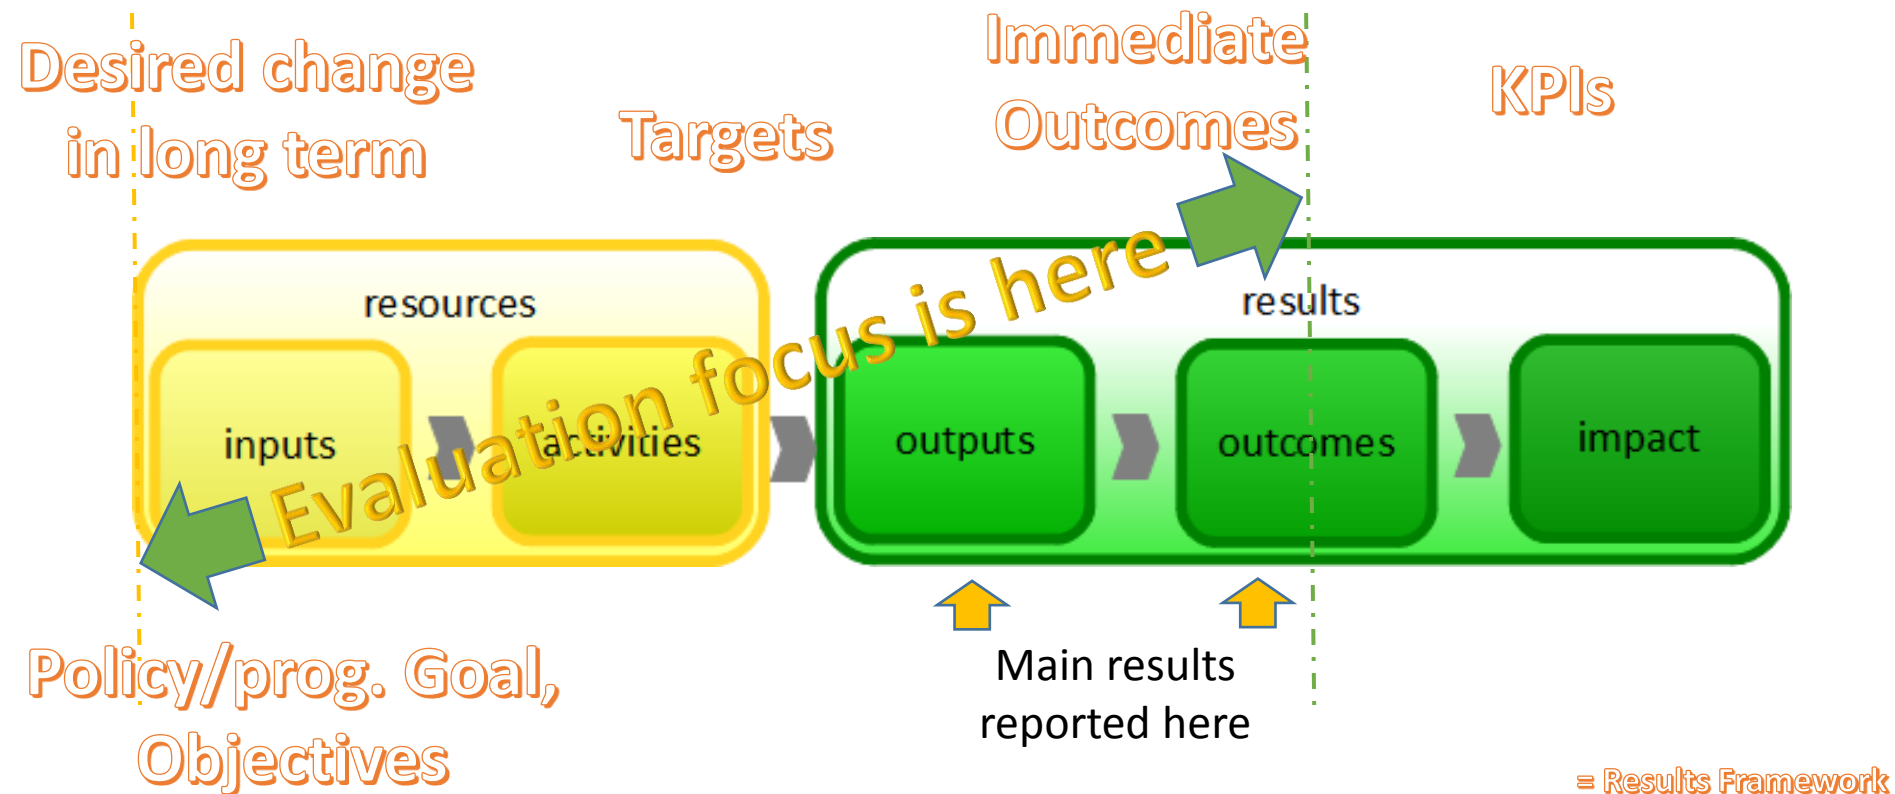 Desired change
in long term
Targets
Immediate
Outcomes
KPIs
resources
results
Evaluation focus is here
inputs
activities
outputs
outcomes
impact
Main results
reported here
Policy/prog. Goal,
Objectives
= Results Framework